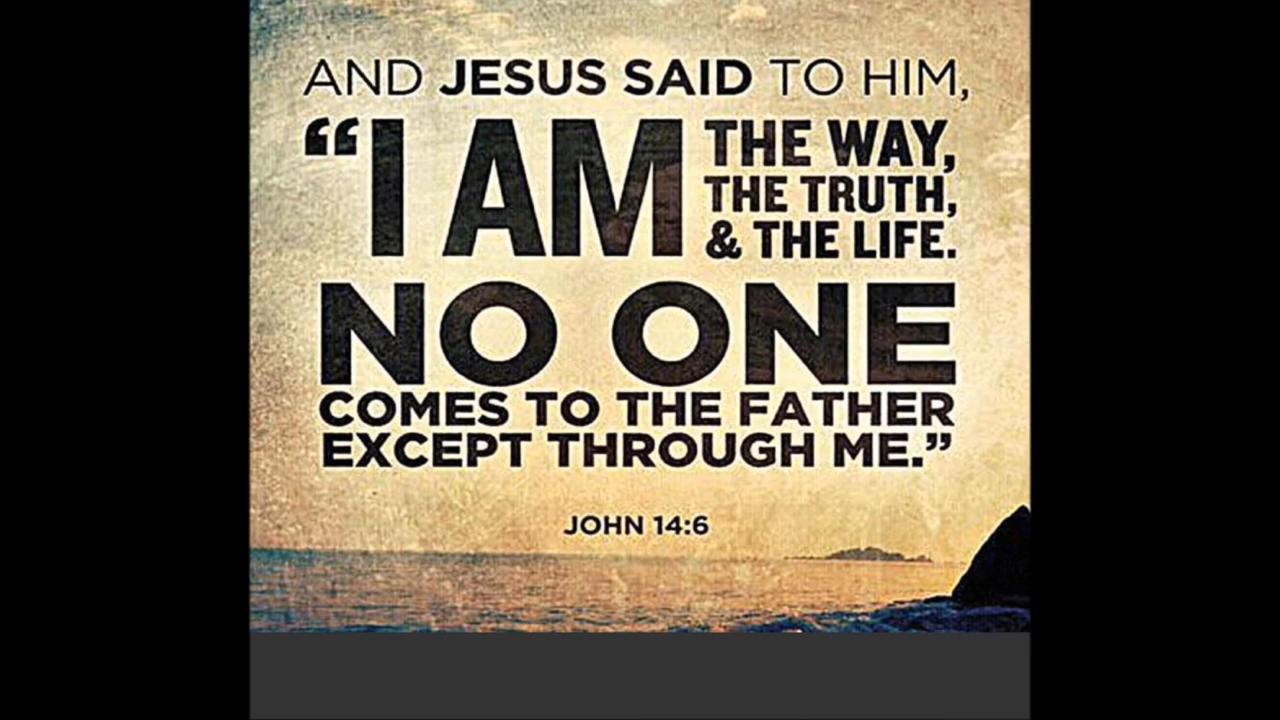 AND JESUS SAID TO HIM,
“I AM THE WAY,
THE TRUTH,
& THE LIFE.
NO ONE
COMES TO THE FATHER
EXCEPT THROUGH ME.”
JOHN 14:6